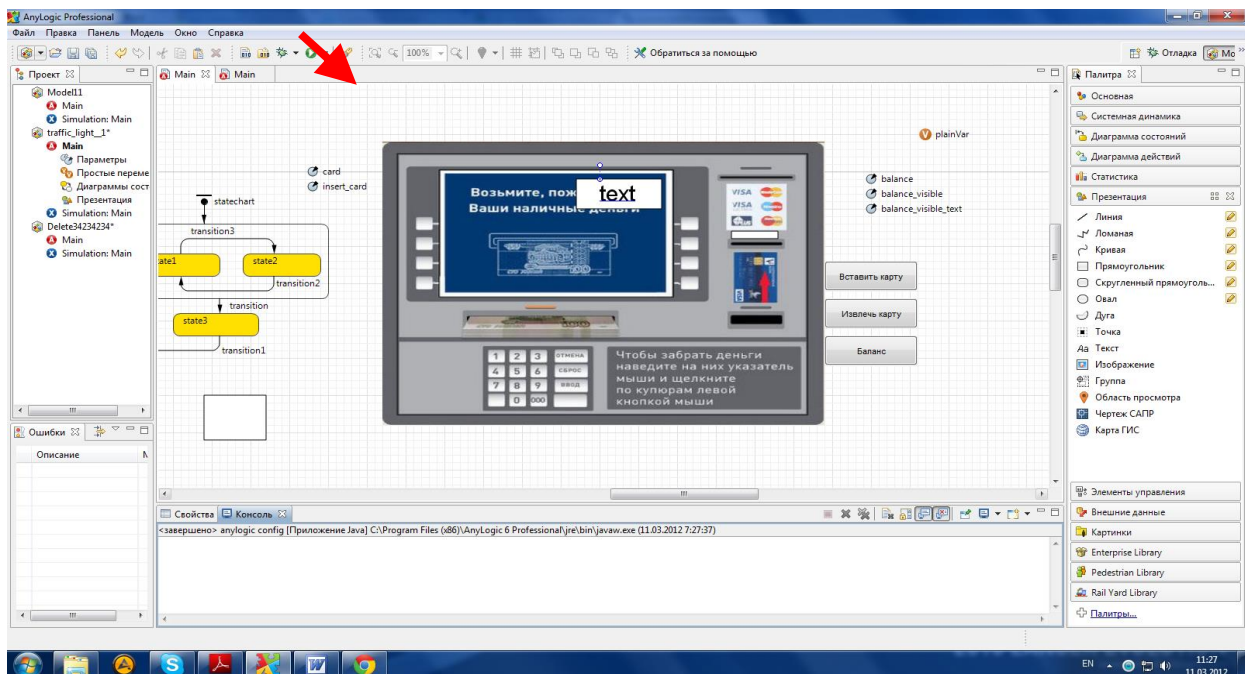 AnyLogic Professional
Файл Правка Панель Модель Окно Справка
100%
Обратиться за помощью
Отладка
Mo
Проект
Model11
Main
Simulation: Main
traffic_light__1*
Main
Параметры
Простые переме
Диаграммы сост
Презентация
Simulation: Main
Delete34234234*
Main
Simulation: Main
Ошибки
Описание
Main
Main
statechart
transition3
state1
state2
transition2
transition
state3
transition1
card
insert_card
plainVar
balance
balance_visible
balance_visible_text
Возьмите, пож
Ваши наличные деньги
text
VISA
VISA
1 2 3 ОТМЕНА
4 5 6 СБРОС
7 8 9 ВВОД
0 000
Чтобы забрать деньги
наведите на них указатель
мыши и щелкните
по купюрам левой
кнопкой мыши
Вставить карту
Извлечь карту
Баланс
Свойства
Консоль
<завершено> anylogic config [Приложение Java] C:\Program Files (x86)\AnyLogic 6 Professional\jre\bin\javaw.exe (11.03.2012 7:27:37)
Палитра
Основная
Системная динамика
Диаграмма состояний
Диаграмма действий
Статистика
Презентация
Линия
Ломаная
Кривая
Прямоугольник
Скругленный прямоуголь...
Овал
Дуга
Точка
Аа Текст
Изображение
Группа
Область просмотра
Чертеж САПР
Карта ГИС
Элементы управления
Внешние данные
Картинки
Enterprise Library
Pedestrian Library
Rail Yard Library
Палитры...
EN
11:27
11.03.2012